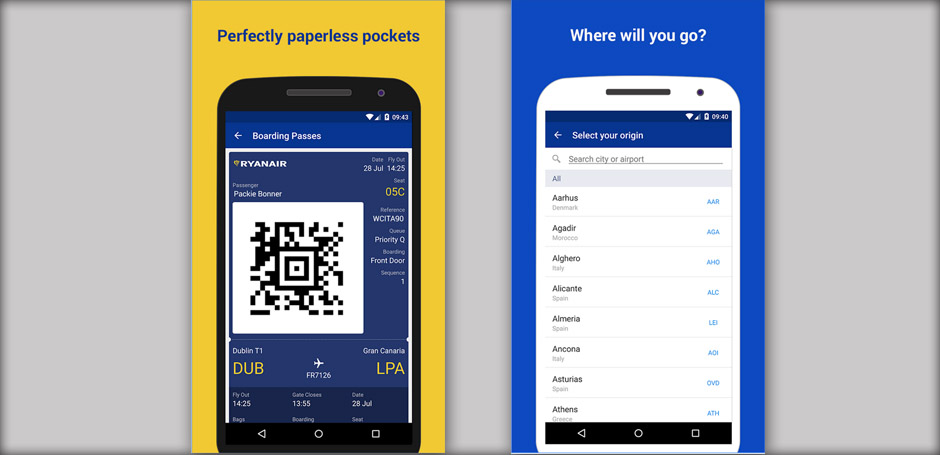 Perfectly paperless pockets
09:43
Boarding Passes
RYANAIR
Date Fly Out
28 Jul 14:25
Passenger
Packie Bonner
Seat
05C
Reference
WCITA90
Queue
Priority Q
Boarding
Front Door
Sequence
1
Dublin T1
Gran Canaria
DUB
LPA
FR7126
Fly Out Gate Closes Date
14:25 13:55 28 Jul
Bags Boarding Seat
Where will you go?
09:40
Select your origin
Search city or airport
All
Aarhus
Denmark
AAR
Agadir
Morocco
AGA
Alghero
Italy
AHO
Alicante
Spain
ALC
Almeria
Spain
LEI
Ancona
Italy
AOI
Asturias
Spain
OVD
Athens
Greece
ATH